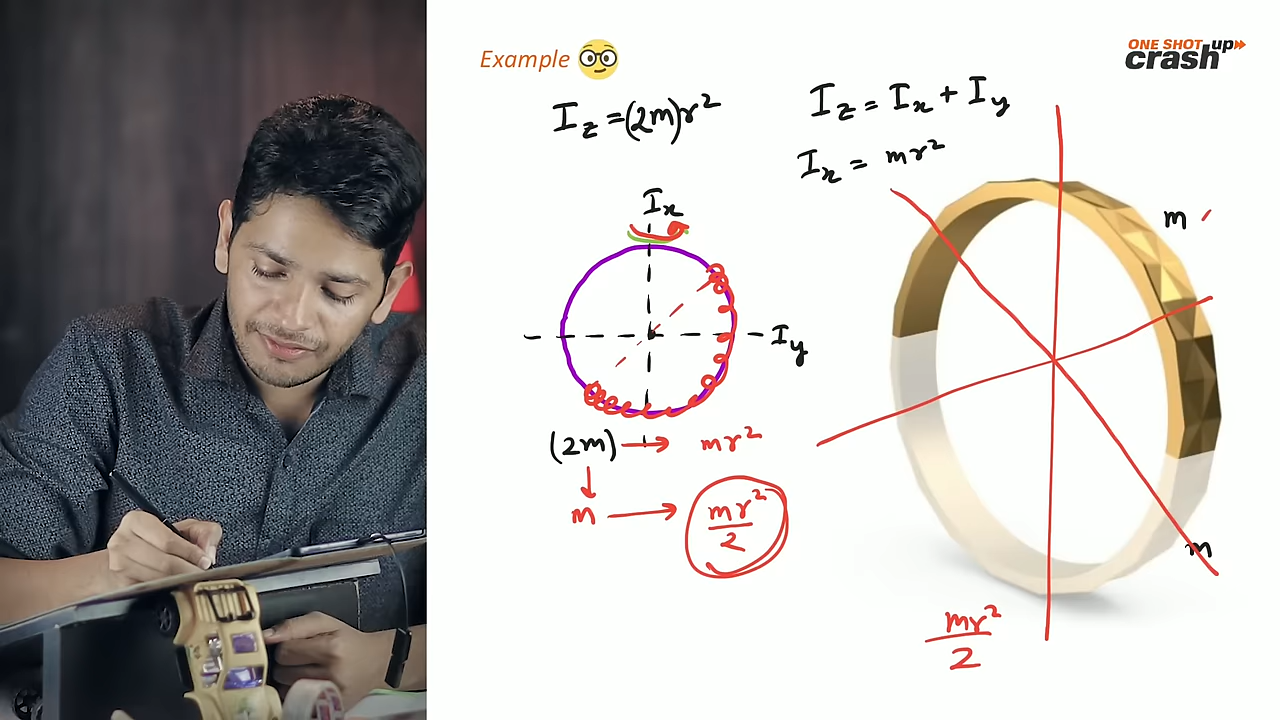 Example
ONE SHOT up
crash
I_z = (2m)r²
I_z = I_x + I_y
I_x = mr²
I_x
m
I_y
(2m) → mr²
m → mr²/2
m
mr²/2